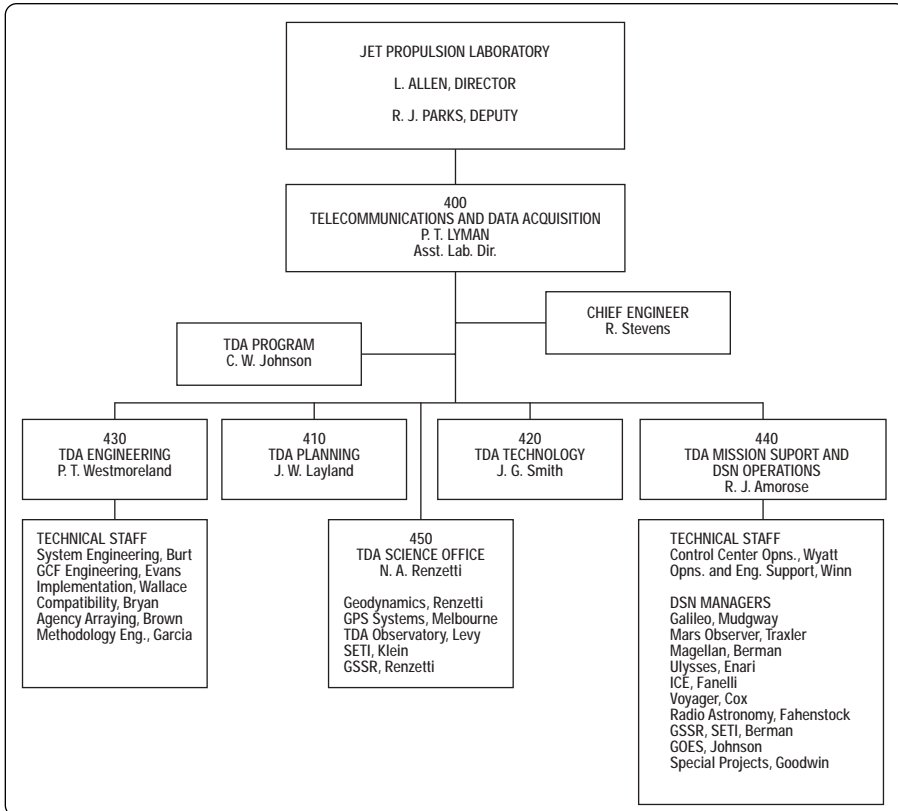 JET PROPULSION LABORATORY
L. ALLEN, DIRECTOR
R. J. PARKS, DEPUTY
400
TELECOMMUNICATIONS AND DATA ACQUISITION
P. T. LYMAN
Asst. Lab. Dir.
CHIEF ENGINEER
R. Stevens
TDA PROGRAM
C. W. Johnson
430
TDA ENGINEERING
P. T. Westmoreland
410
TDA PLANNING
J. W. Layland
420
TDA TECHNOLOGY
J. G. Smith
440
TDA MISSION SUPORT AND
DSN OPERATIONS
R. J. Amorose
TECHNICAL STAFF
System Engineering, Burt
GCF Engineering, Evans
Implementation, Wallace
Compatibility, Bryan
Agency Arraying, Brown
Methodology Eng., Garcia
450
TDA SCIENCE OFFICE
N. A. Renzetti
Geodynamics, Renzetti
GPS Systems, Melbourne
TDA Observatory, Levy
SETI, Klein
GSSR, Renzetti
TECHNICAL STAFF
Control Center Opns., Wyatt
Opns. and Eng. Support, Winn
DSN MANAGERS
Galileo, Mudgway
Mars Observer, Traxler
Magellan, Berman
Ulysses, Enari
ICE, Fanelli
Voyager, Cox
Radio Astronomy, Fahenstock
GSSR, SETI, Berman
GOES, Johnson
Special Projects, Goodwin